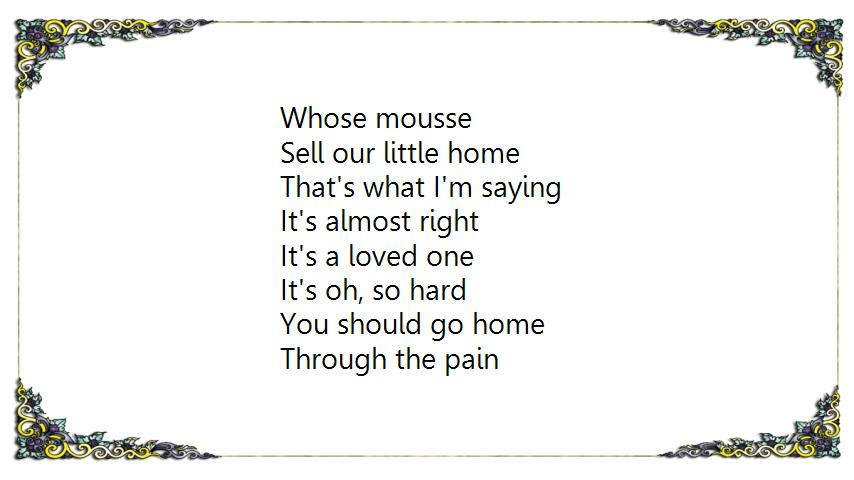 Whose mousse
Sell our little home
That's what I'm saying
It's almost right
It's a loved one
It's oh, so hard
You should go home
Through the pain